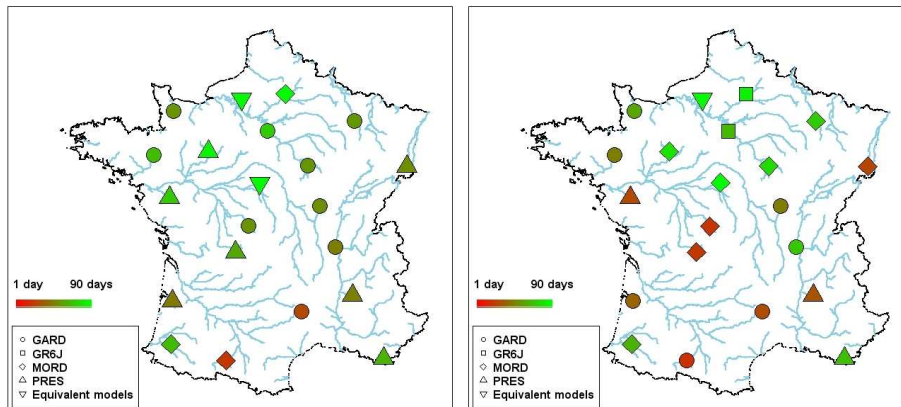 1 day 90 days
GARD
GR6J
MORD
PRES
Equivalent models
1 day 90 days
GARD
GR6J
MORD
PRES
Equivalent models